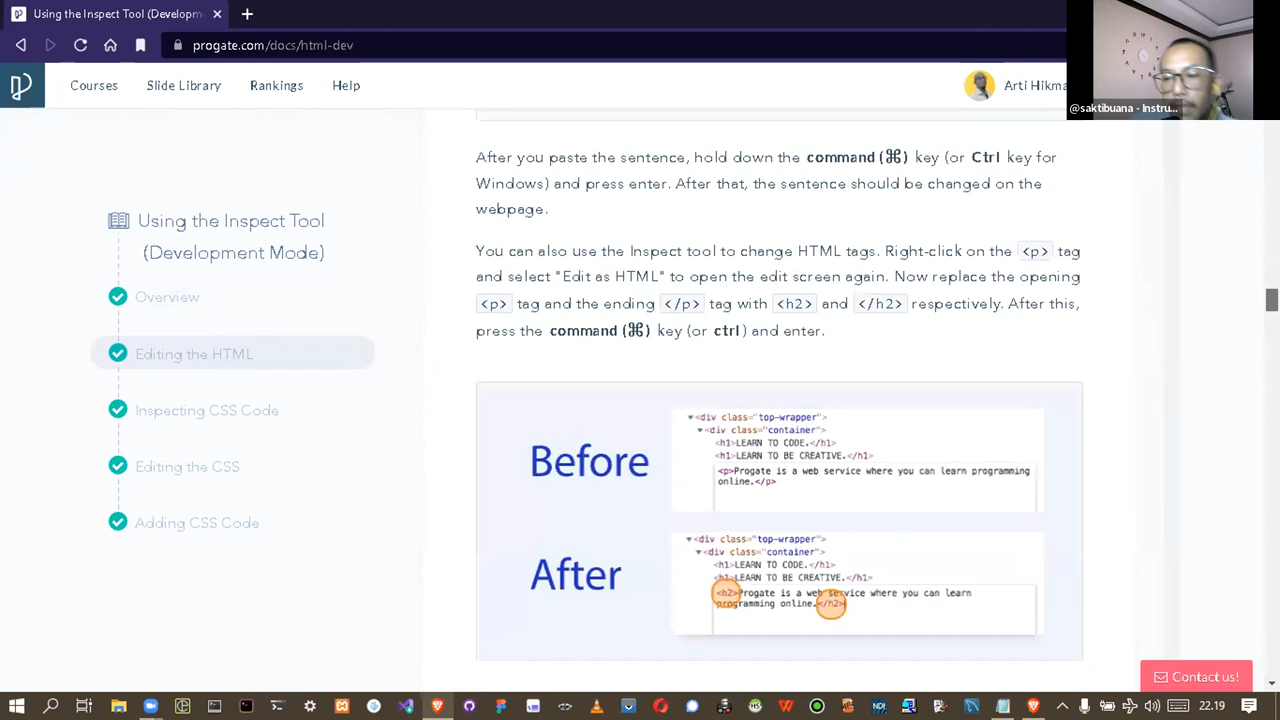 Using the Inspect Tool (Developm
progate.com/docs/html-dev
Courses
Slide Library
Rankings
Help
Arti Hikma
@saktibuana - Instru...
Using the Inspect Tool
(Development Mode)
Overview
Editing the HTML
Inspecting CSS Code
Editing the CSS
Adding CSS Code
After you paste the sentence, hold down the command (⌘) key (or Ctrl key for
Windows) and press enter. After that, the sentence should be changed on the
webpage.
You can also use the Inspect tool to change HTML tags. Right-click on the <p> tag
and select "Edit as HTML" to open the edit screen again. Now replace the opening
<p> tag and the ending </p> tag with <h2> and </h2> respectively. After this,
press the command (⌘) key (or ctrl) and enter.
Before
▼<div class="top-wrapper">
▼<div class="container">
<h1>LEARN TO CODE.</h1>
<h1>LEARN TO BE CREATIVE.</h1>
<p>Progate is a web service where you can learn programming
online.</p>
After
▼<div class="top-wrapper">
▼<div class="container">
<h1>LEARN TO CODE.</h1>
<h1>LEARN TO BE CREATIVE.</h1>
<h2>Progate is a web service where you can learn
programming online.</h2>
Contact us!
22.19